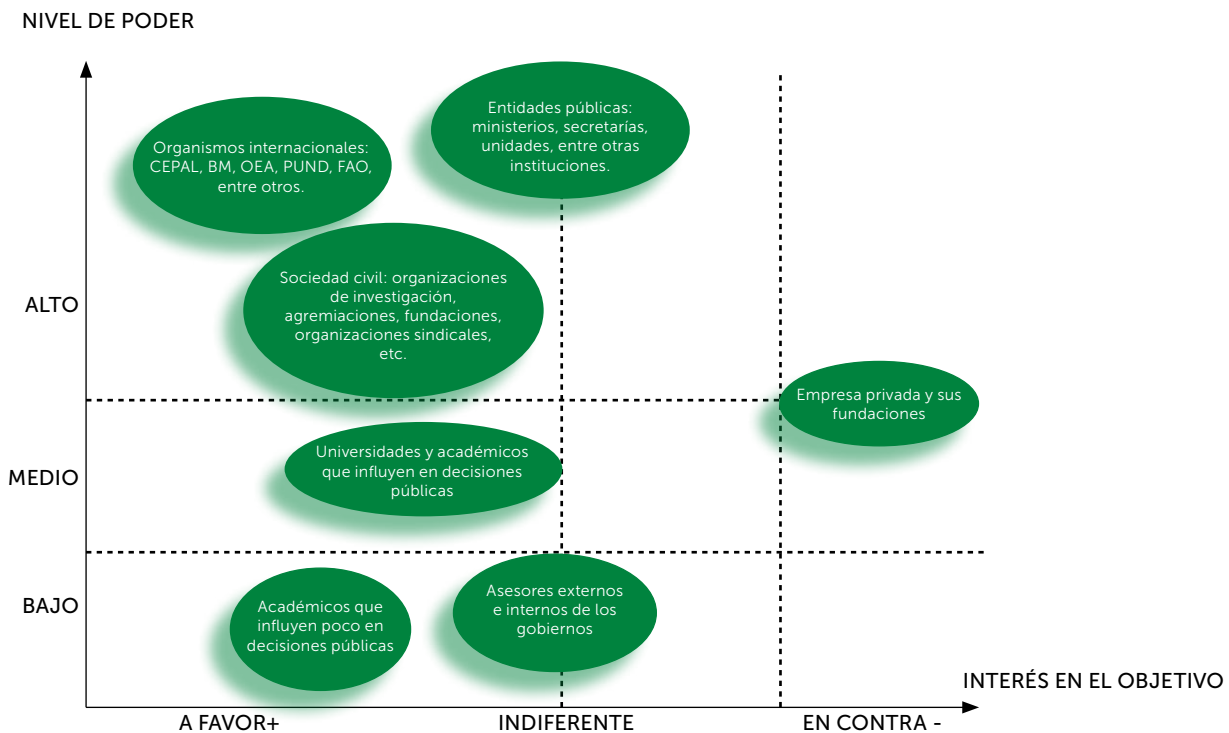 NIVEL DE PODER
Entidades públicas:
ministerios, secretarías,
unidades, entre otras
instituciones.
Organismos internacionales:
CEPAL, BM, OEA, PUND, FAO,
entre otros.
Sociedad civil: organizaciones
de investigación,
agremiaciones, fundaciones,
organizaciones sindicales,
etc.
ALTO
Empresa privada y sus
fundaciones
Universidades y académicos
que influyen en decisiones
públicas
MEDIO
Asesores externos
e internos de los
gobiernos
BAJO
Académicos que
influyen poco en
decisiones públicas
INTERÉS EN EL OBJETIVO
A FAVOR+
INDIFERENTE
EN CONTRA -